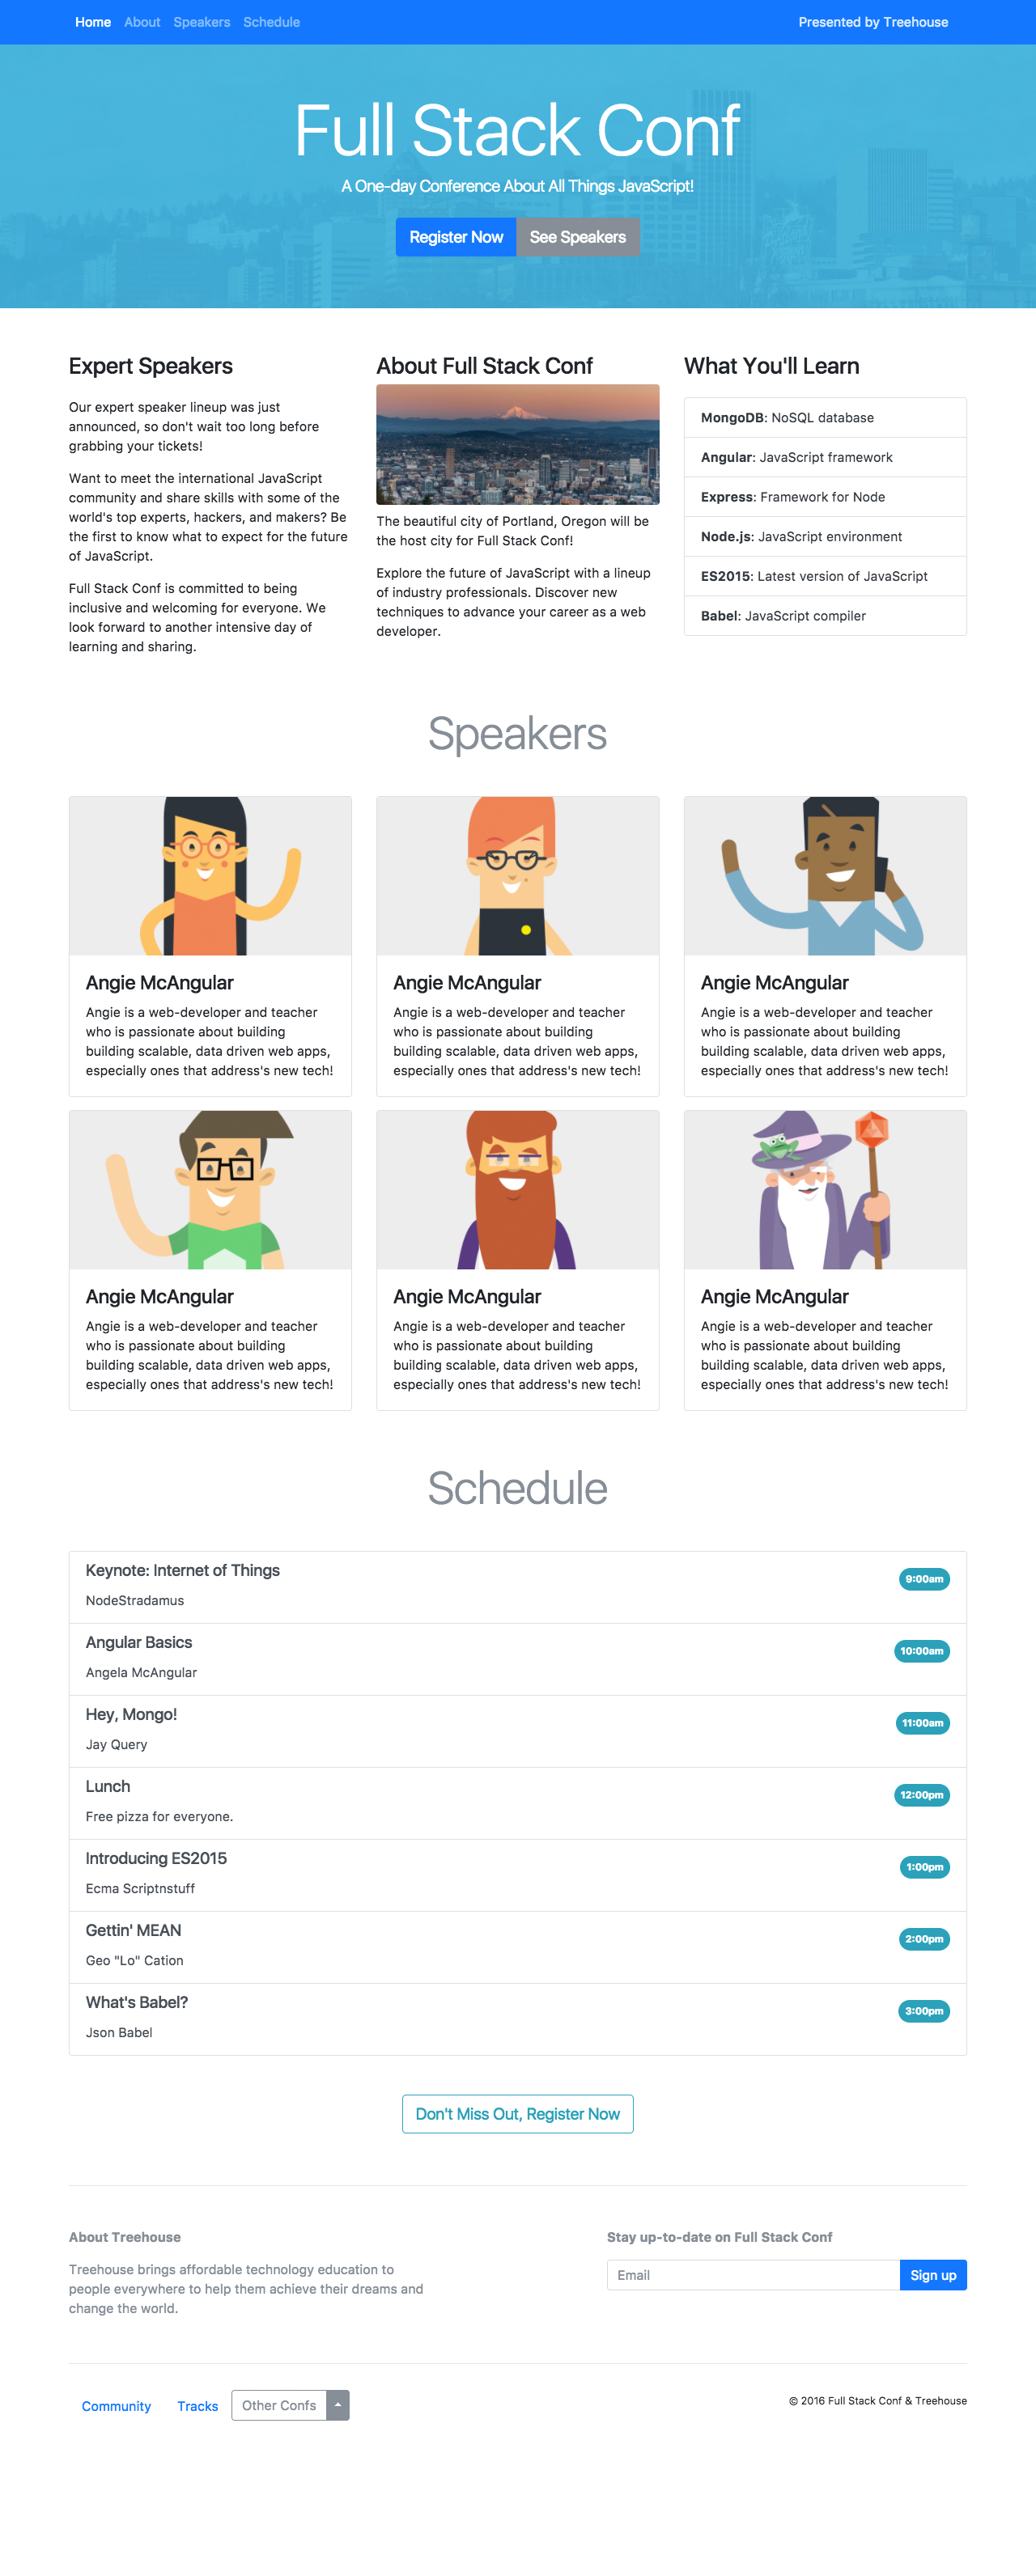 Home About Speakers Schedule Presented by Treehouse
Full Stack Conf
A One-day Conference About All Things JavaScript!
Register Now See Speakers
Expert Speakers
Our expert speaker lineup was just
announced, so don't wait too long before
grabbing your tickets!
Want to meet the international JavaScript
community and share skills with some of the
world's top experts, hackers, and makers? Be
the first to know what to expect for the future
of JavaScript.
Full Stack Conf is committed to being
inclusive and welcoming for everyone. We
look forward to another intensive day of
learning and sharing.
About Full Stack Conf
The beautiful city of Portland, Oregon will be
the host city for Full Stack Conf!
Explore the future of JavaScript with a lineup
of industry professionals. Discover new
techniques to advance your career as a web
developer.
What You'll Learn
MongoDB: NoSQL database
Angular: JavaScript framework
Express: Framework for Node
Node.js: JavaScript environment
ES2015: Latest version of JavaScript
Babel: JavaScript compiler
Speakers
Angie McAngular
Angie is a web-developer and teacher
who is passionate about building
building scalable, data driven web apps,
especially ones that address's new tech!
Angie McAngular
Angie is a web-developer and teacher
who is passionate about building
building scalable, data driven web apps,
especially ones that address's new tech!
Angie McAngular
Angie is a web-developer and teacher
who is passionate about building
building scalable, data driven web apps,
especially ones that address's new tech!
Angie McAngular
Angie is a web-developer and teacher
who is passionate about building
building scalable, data driven web apps,
especially ones that address's new tech!
Angie McAngular
Angie is a web-developer and teacher
who is passionate about building
building scalable, data driven web apps,
especially ones that address's new tech!
Angie McAngular
Angie is a web-developer and teacher
who is passionate about building
building scalable, data driven web apps,
especially ones that address's new tech!
Schedule
Keynote: Internet of Things 9:00am
NodeStradamus
Angular Basics 10:00am
Angela McAngular
Hey, Mongo! 11:00am
Jay Query
Lunch 12:00pm
Free pizza for everyone.
Introducing ES2015 1:00pm
Ecma Scriptnstuff
Gettin' MEAN 2:00pm
Geo "Lo" Cation
What's Babel? 3:00pm
Json Babel
Don't Miss Out, Register Now
About Treehouse
Treehouse brings affordable technology education to
people everywhere to help them achieve their dreams and
change the world.
Stay up-to-date on Full Stack Conf
Email Sign up
Community Tracks Other Confs © 2016 Full Stack Conf & Treehouse